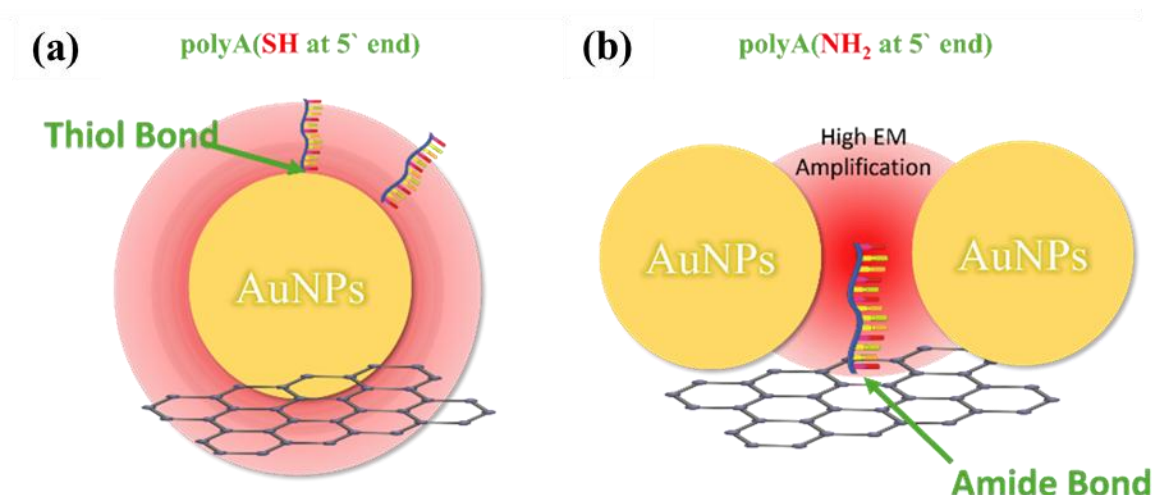 (a)
polyA(SH at 5` end)
Thiol Bond
AuNPs
(b)
polyA(NH₂ at 5` end)
High EM
Amplification
AuNPs
AuNPs
Amide Bond